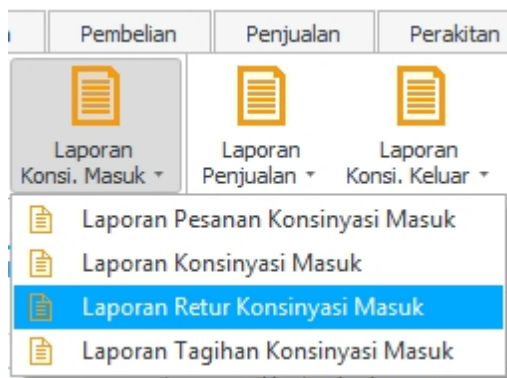 Pembelian
Penjualan
Perakitan
Laporan
Konsi. Masuk
Laporan
Penjualan
Laporan
Konsi. Keluar
Laporan Pesanan Konsinyasi Masuk
Laporan Konsinyasi Masuk
Laporan Retur Konsinyasi Masuk
Laporan Tagihan Konsinyasi Masuk